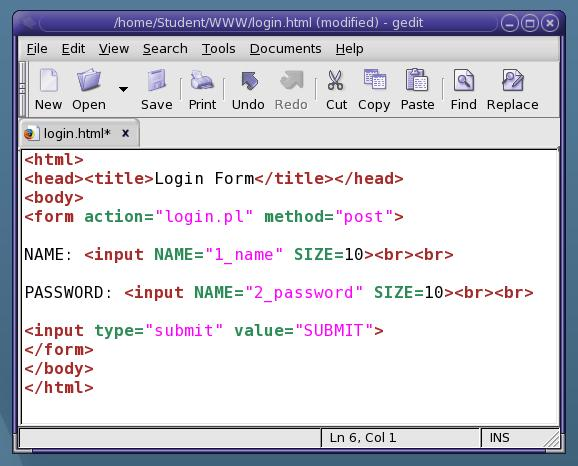 /home/Student/WWW/login.html (modified) - gedit
File Edit View Search Tools Documents Help
New Open Save Print Undo Redo Cut Copy Paste Find Replace
login.html* x
<html>
<head><title>Login Form</title></head>
<body>
<form action="login.pl" method="post">
NAME: <input NAME="1_name" SIZE=10><br><br>
PASSWORD: <input NAME="2_password" SIZE=10><br><br>
<input type="submit" value="SUBMIT">
</form>
</body>
</html>
Ln 6, Col 1 INS